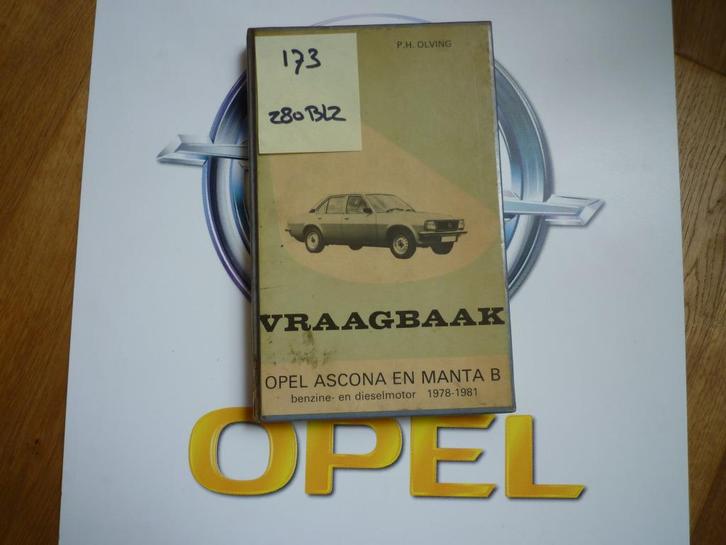 P.H. OLVING
173
280 BLZ
VRAAGBAAK
OPEL ASCONA EN MANTA B
benzine- en dieselmotor 1978-1981
OPEL